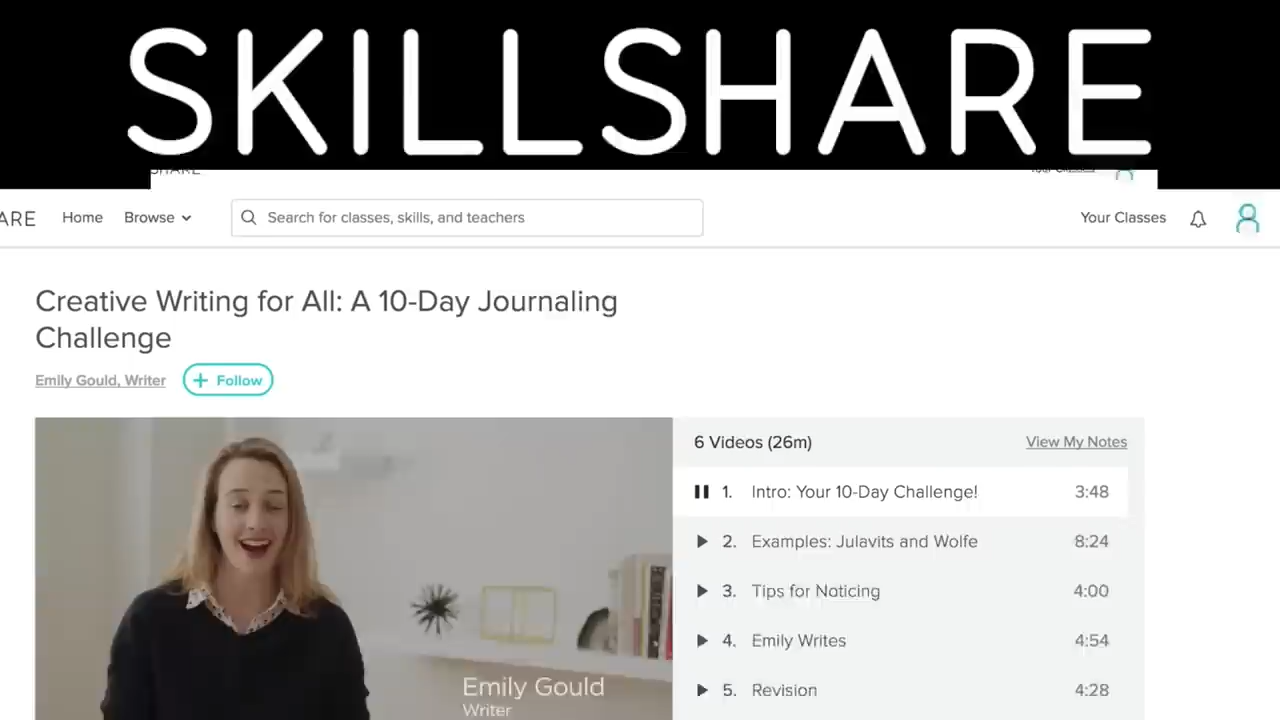 SKILLSHARE
Your Classes
ARE Home Browse Search for classes, skills, and teachers Your Classes
Creative Writing for All: A 10-Day Journaling
Challenge
Emily Gould, Writer + Follow
6 Videos (26m) View My Notes
1. Intro: Your 10-Day Challenge! 3:48
2. Examples: Julavits and Wolfe 8:24
3. Tips for Noticing 4:00
4. Emily Writes 4:54
5. Revision 4:28
Emily Gould
Writer